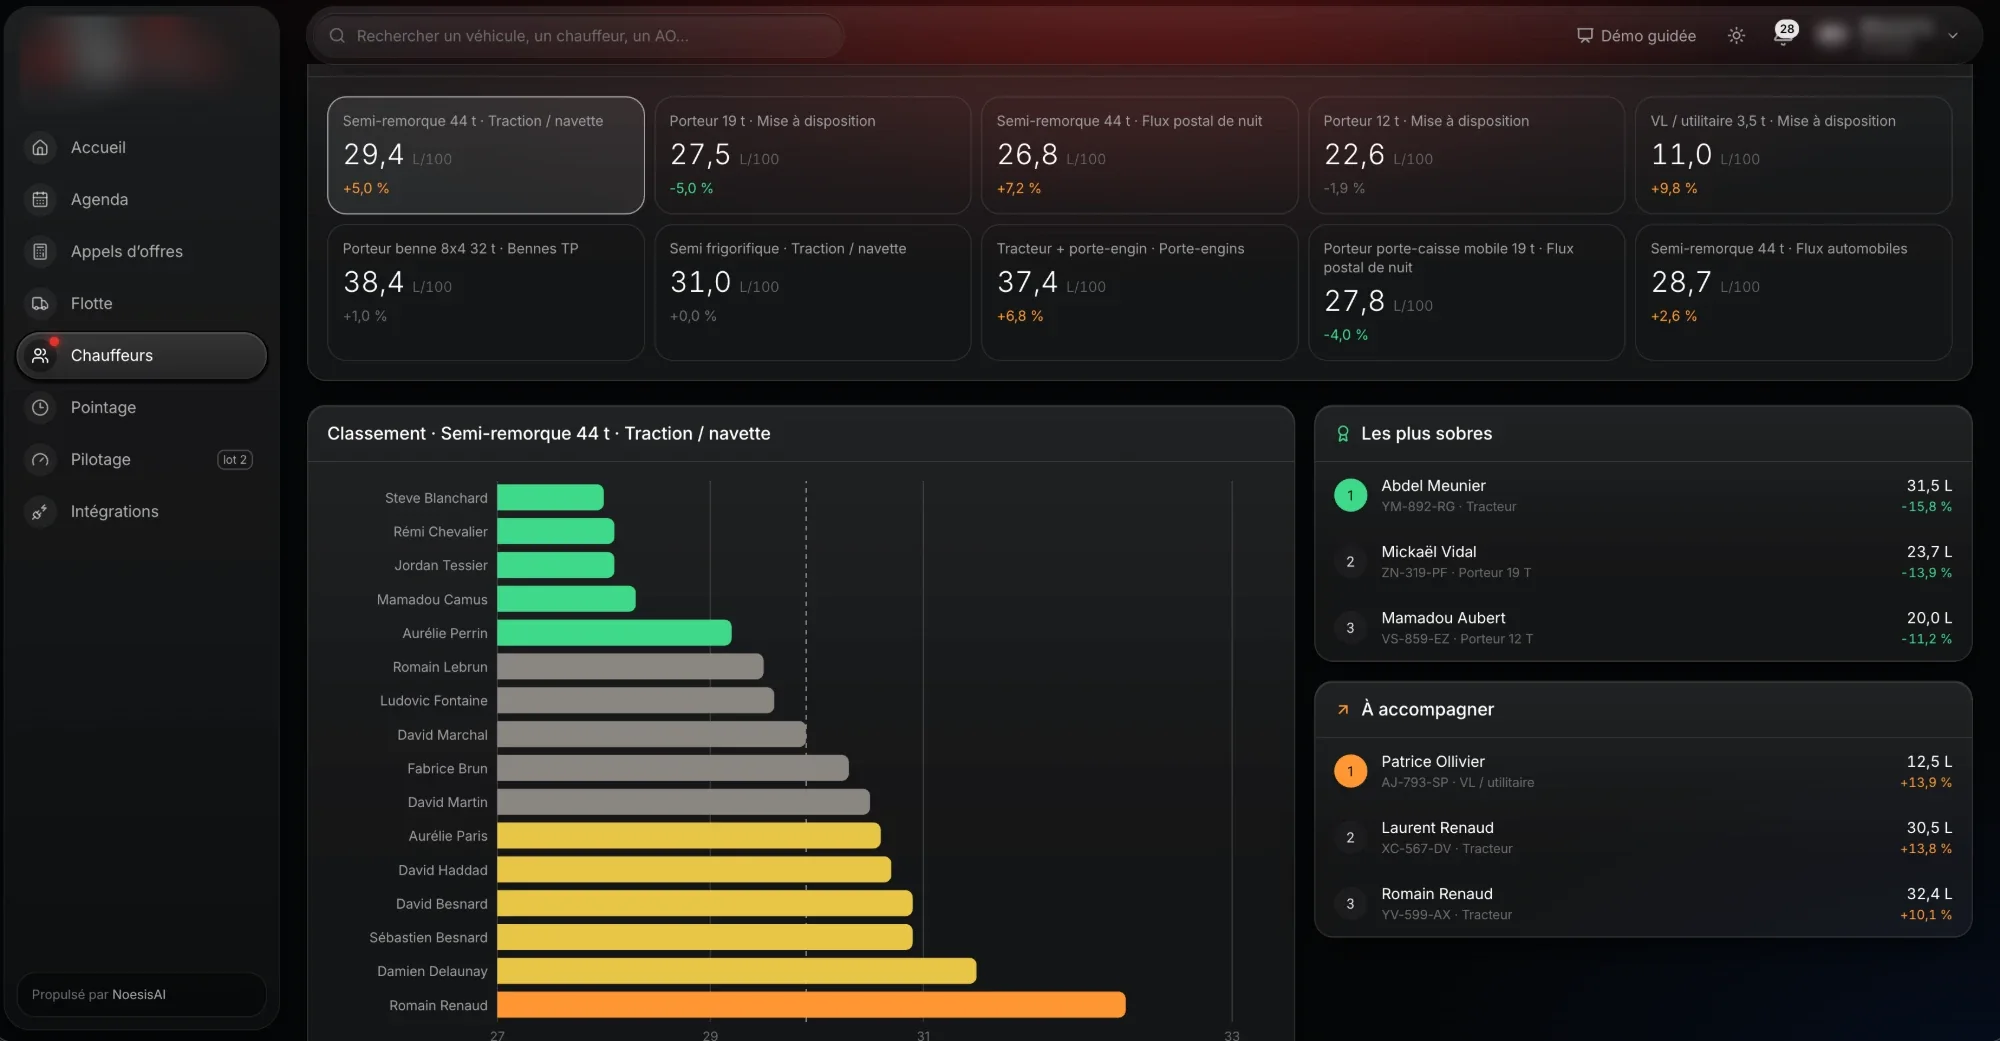 Rechercher un véhicule, un chauffeur, un AO...
Démo guidée
28
Accueil
Agenda
Appels d'offres
Flotte
Chauffeurs
Pointage
Pilotage
lot 2
Intégrations
Propulsé par NoesisAI
Semi-remorque 44 t · Traction / navette
29,4 L/100
+5,0 %
Porteur 19 t · Mise à disposition
27,5 L/100
-5,0 %
Semi-remorque 44 t · Flux postal de nuit
26,8 L/100
+7,2 %
Porteur 12 t · Mise à disposition
22,6 L/100
-1,9 %
VL / utilitaire 3,5 t · Mise à disposition
11,0 L/100
+9,8 %
Porteur benne 8x4 32 t · Bennes TP
38,4 L/100
+1,0 %
Semi frigorifique · Traction / navette
31,0 L/100
+0,0 %
Tracteur + porte-engin · Porte-engins
37,4 L/100
+6,8 %
Porteur porte-caisse mobile 19 t · Flux
postal de nuit
27,8 L/100
-4,0 %
Semi-remorque 44 t · Flux automobiles
28,7 L/100
+2,6 %
Classement · Semi-remorque 44 t · Traction / navette
Steve Blanchard
Rémi Chevalier
Jordan Tessier
Mamadou Camus
Aurélie Perrin
Romain Lebrun
Ludovic Fontaine
David Marchal
Fabrice Brun
David Martin
Aurélie Paris
David Haddad
David Besnard
Sébastien Besnard
Damien Delaunay
Romain Renaud
27 29 31 33
Les plus sobres
1 Abdel Meunier 31,5 L
YM-892-RG · Tracteur -15,8 %
2 Mickaël Vidal 23,7 L
ZN-319-PF · Porteur 19 T -13,9 %
3 Mamadou Aubert 20,0 L
VS-859-EZ · Porteur 12 T -11,2 %
À accompagner
1 Patrice Ollivier 12,5 L
AJ-793-SP · VL / utilitaire +13,9 %
2 Laurent Renaud 30,5 L
XC-567-DV · Tracteur +13,8 %
3 Romain Renaud 32,4 L
YV-599-AX · Tracteur +10,1 %